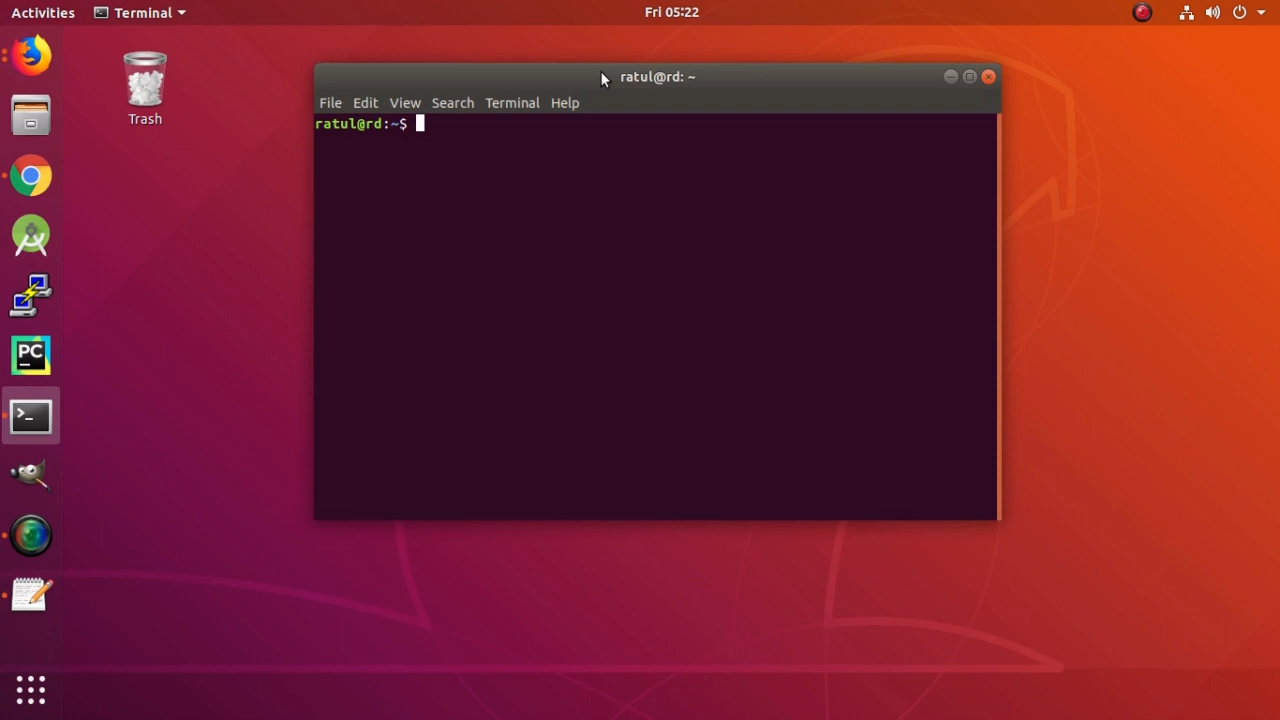 Activities Terminal Fri 05:22
Trash
ratul@rd: ~
File Edit View Search Terminal Help
ratul@rd:~$
PC
>_